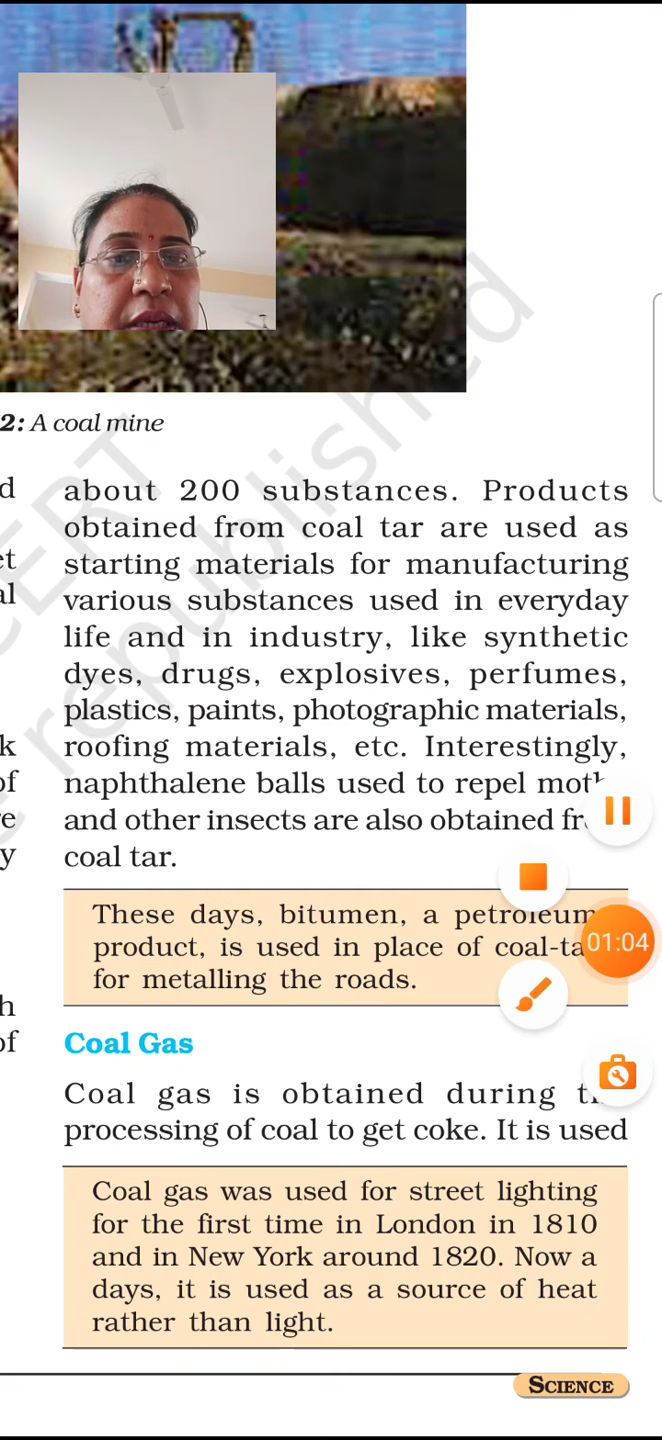 2: A coal mine
d
et
al
k
of
e
y
h
of
about 200 substances. Products
obtained from coal tar are used as
starting materials for manufacturing
various substances used in everyday
life and in industry, like synthetic
dyes, drugs, explosives, perfumes,
plastics, paints, photographic materials,
roofing materials, etc. Interestingly,
naphthalene balls used to repel
and other insects are also obtained
coal tar.
These days, bitumen, a petroleum
product, is used in place of
for metalling the roads.
01:04
Coal Gas
Coal gas is obtained during
processing of coal to get coke. It is used
Coal gas was used for street lighting
for the first time in London in 1810
and in New York around 1820. Now a
days, it is used as a source of heat
rather than light.
SCIENCE
republished